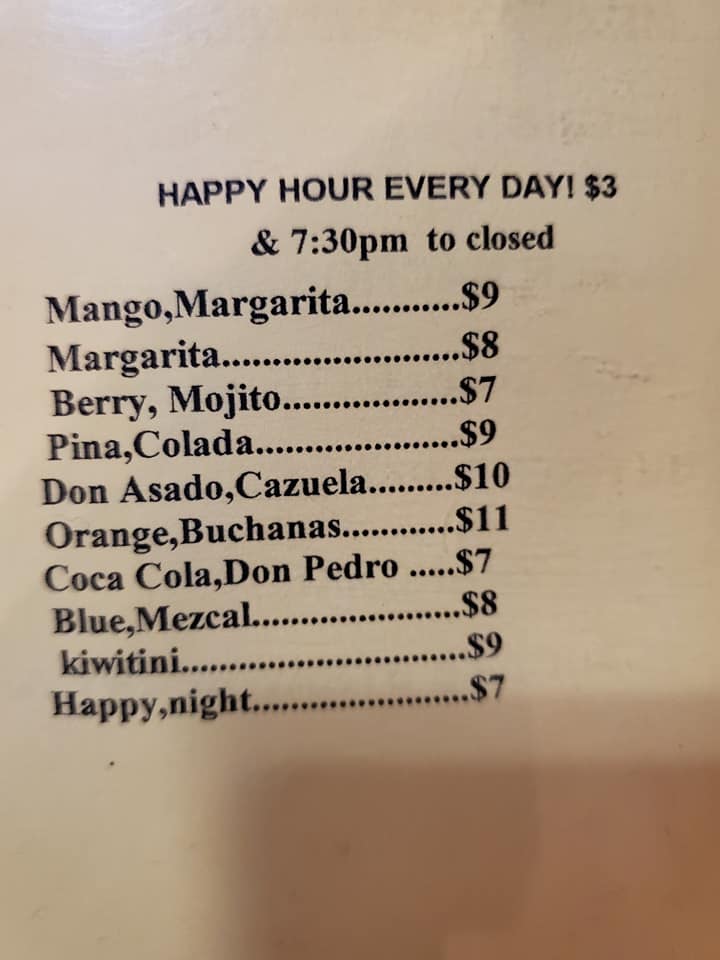 HAPPY HOUR EVERY DAY! $3
& 7:30pm to closed
Mango,Margarita...........$9
Margarita........................$8
Berry, Mojito..................$7
Pina,Colada.....................$9
Don Asado,Cazuela.........$10
Orange,Buchanas............$11
Coca Cola,Don Pedro .....$7
Blue,Mezcal.....................$8
kiwitini.............................$9
Happy,night......................$7